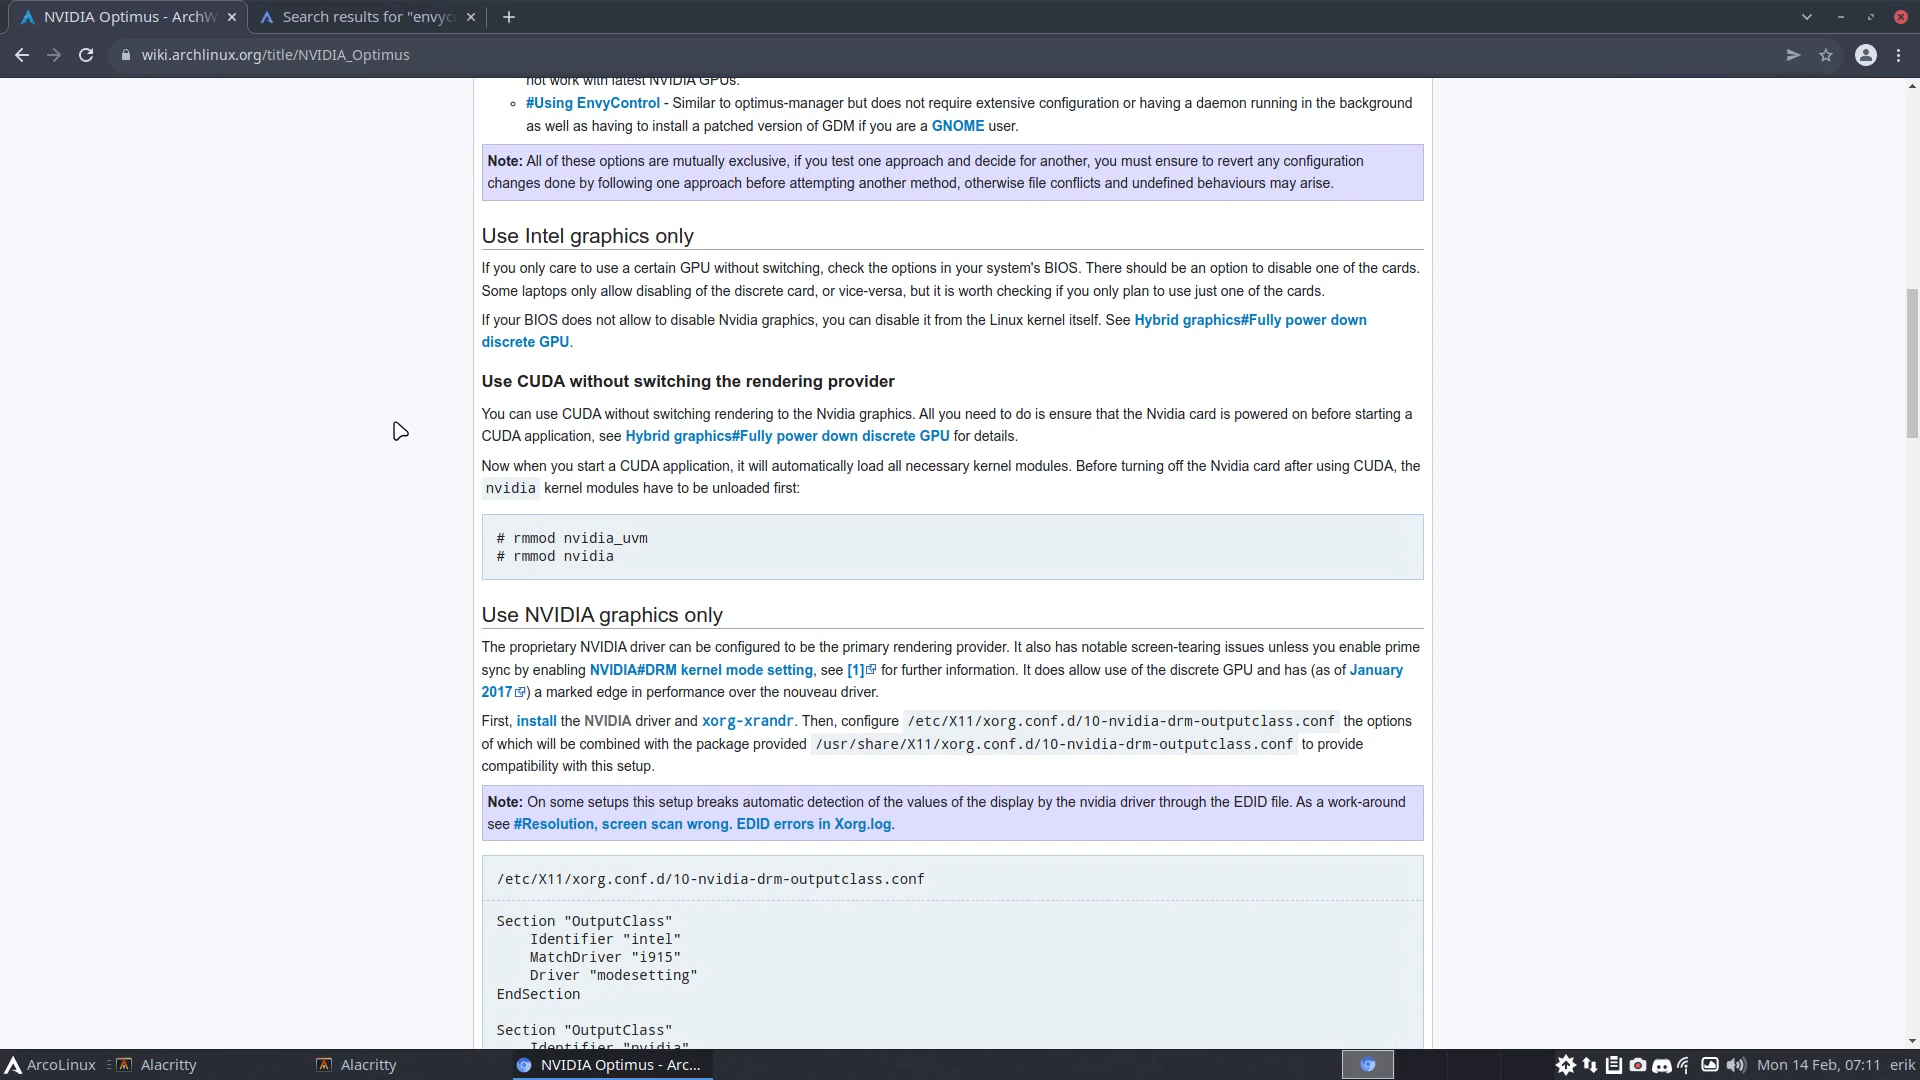 NVIDIA Optimus - ArchW
Search results for "envyco
wiki.archlinux.org/title/NVIDIA_Optimus
not work with latest NVIDIA GPUs.
#Using EnvyControl - Similar to optimus-manager but does not require extensive configuration or having a daemon running in the background
as well as having to install a patched version of GDM if you are a GNOME user.
Note: All of these options are mutually exclusive, if you test one approach and decide for another, you must ensure to revert any configuration
changes done by following one approach before attempting another method, otherwise file conflicts and undefined behaviours may arise.
Use Intel graphics only
If you only care to use a certain GPU without switching, check the options in your system's BIOS. There should be an option to disable one of the cards.
Some laptops only allow disabling of the discrete card, or vice-versa, but it is worth checking if you only plan to use just one of the cards.
If your BIOS does not allow to disable Nvidia graphics, you can disable it from the Linux kernel itself. See Hybrid graphics#Fully power down
discrete GPU.
Use CUDA without switching the rendering provider
You can use CUDA without switching rendering to the Nvidia graphics. All you need to do is ensure that the Nvidia card is powered on before starting a
CUDA application, see Hybrid graphics#Fully power down discrete GPU for details.
Now when you start a CUDA application, it will automatically load all necessary kernel modules. Before turning off the Nvidia card after using CUDA, the
nvidia kernel modules have to be unloaded first:
# rmmod nvidia_uvm
# rmmod nvidia
Use NVIDIA graphics only
The proprietary NVIDIA driver can be configured to be the primary rendering provider. It also has notable screen-tearing issues unless you enable prime
sync by enabling NVIDIA#DRM kernel mode setting, see [1] for further information. It does allow use of the discrete GPU and has (as of January
2017) a marked edge in performance over the nouveau driver.
First, install the NVIDIA driver and xorg-xrandr. Then, configure /etc/X11/xorg.conf.d/10-nvidia-drm-outputclass.conf the options
of which will be combined with the package provided /usr/share/X11/xorg.conf.d/10-nvidia-drm-outputclass.conf to provide
compatibility with this setup.
Note: On some setups this setup breaks automatic detection of the values of the display by the nvidia driver through the EDID file. As a work-around
see #Resolution, screen scan wrong. EDID errors in Xorg.log.
/etc/X11/xorg.conf.d/10-nvidia-drm-outputclass.conf
Section "OutputClass"
Identifier "intel"
MatchDriver "i915"
Driver "modesetting"
EndSection
Section "OutputClass"
Identifier "nvidia"
ArcoLinux
Alacritty
Alacritty
NVIDIA Optimus - Arc...
Mon 14 Feb, 07:11
erik